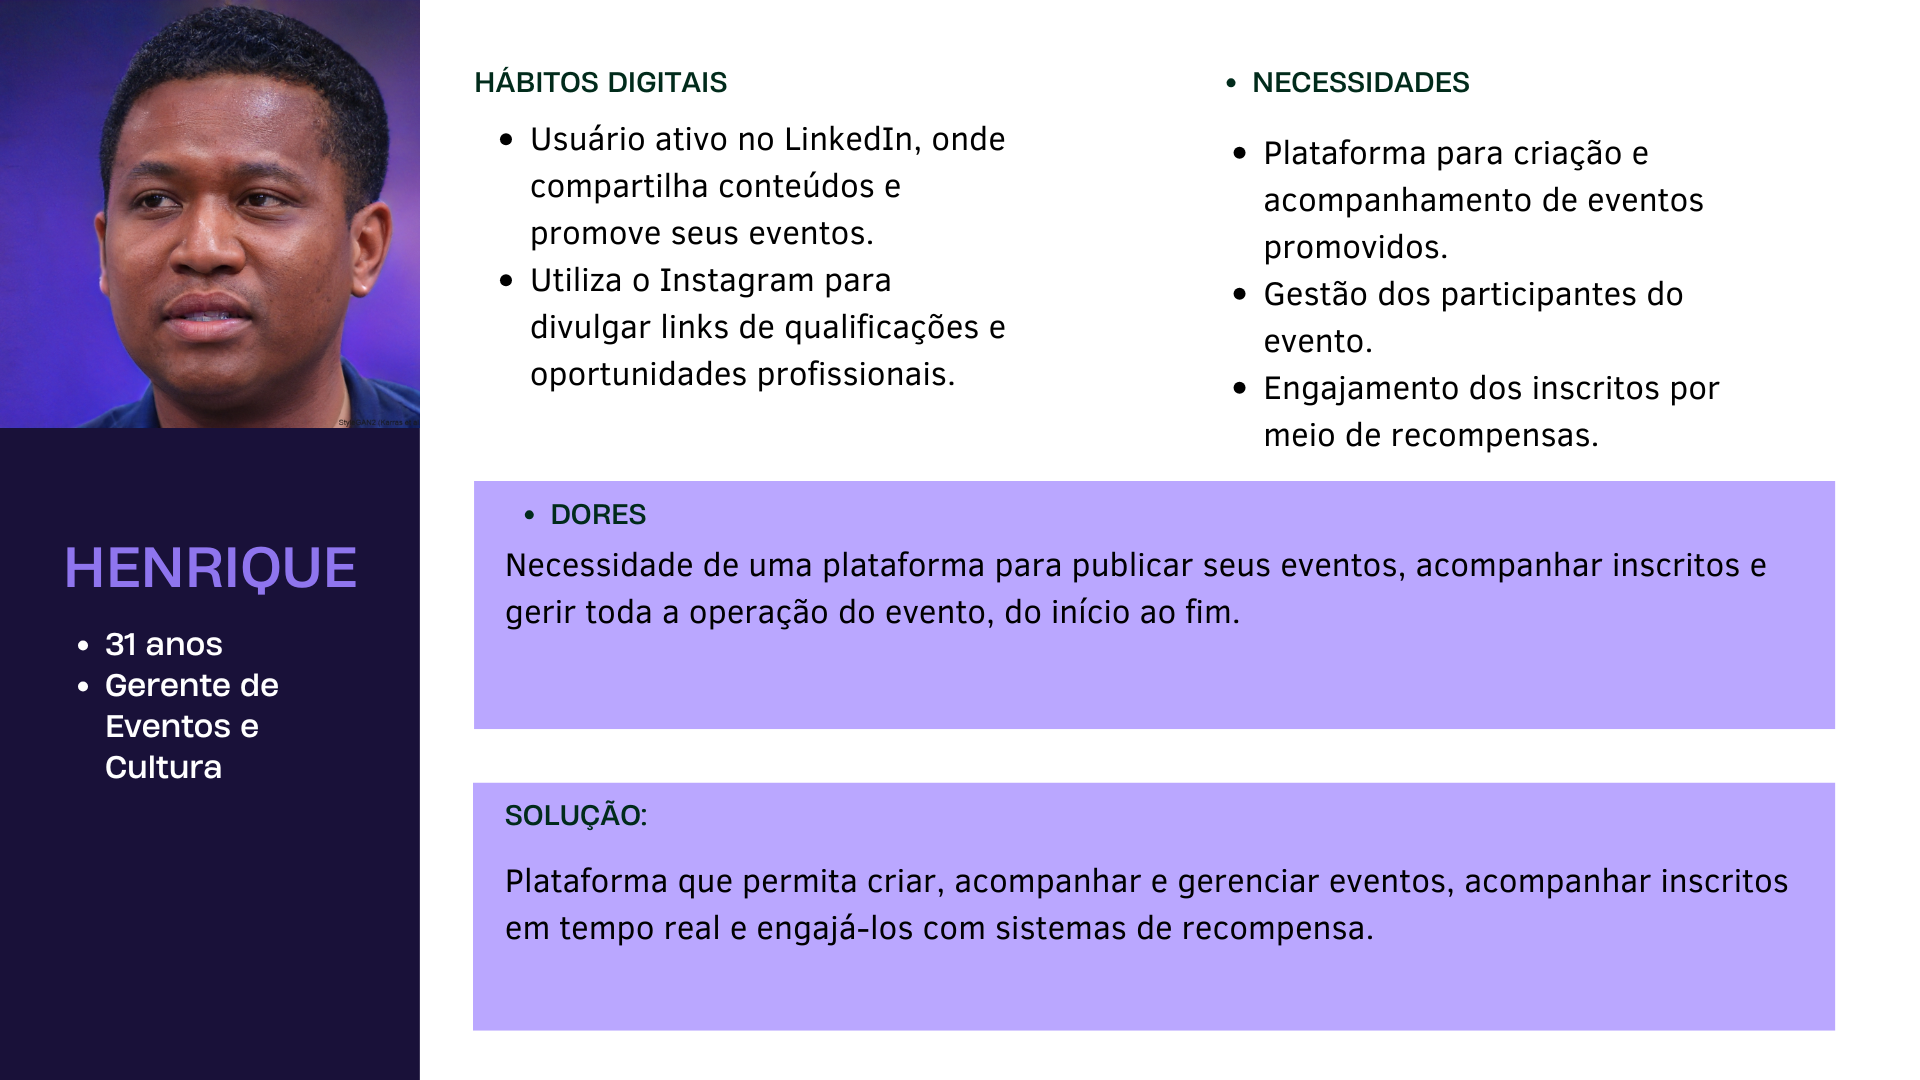 HÁBITOS DIGITAIS
• Usuário ativo no LinkedIn, onde
compartilha conteúdos e
promove seus eventos.
• Utiliza o Instagram para
divulgar links de qualificações e
oportunidades profissionais.
• NECESSIDADES
• Plataforma para criação e
acompanhamento de eventos
promovidos.
• Gestão dos participantes do
evento.
• Engajamento dos inscritos por
meio de recompensas.
HENRIQUE
• 31 anos
• Gerente de
Eventos e
Cultura
• DORES
Necessidade de uma plataforma para publicar seus eventos, acompanhar inscritos e
gerir toda a operação do evento, do início ao fim.
SOLUÇÃO:
Plataforma que permita criar, acompanhar e gerenciar eventos, acompanhar inscritos
em tempo real e engajá-los com sistemas de recompensa.